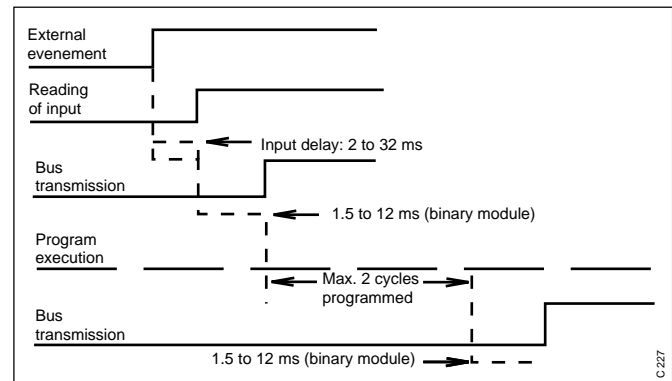 External
evenement
Reading
of input
Input delay: 2 to 32 ms
Bus
transmission
1.5 to 12 ms (binary module)
Program
execution
Max. 2 cycles
programmed
Bus
transmission
1.5 to 12 ms (binary module)
C 227